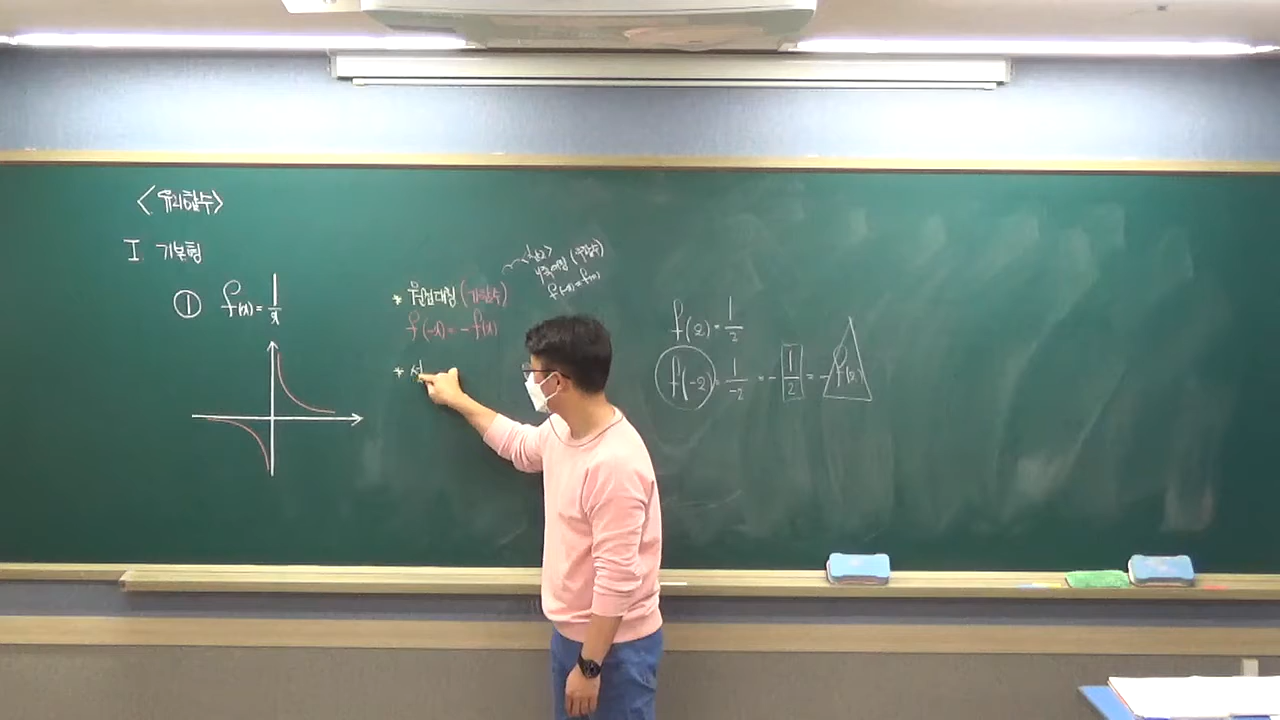 <유리함수>
I. 기본형
① f(x) = 1/x
* 원점대칭 (기함수)
f(-x) = -f(x)
y축대칭 (우함수)
f(-x) = f(x)
f(2) = 1/2
f(-2) = 1/-2 = -1/2 = -f(2)